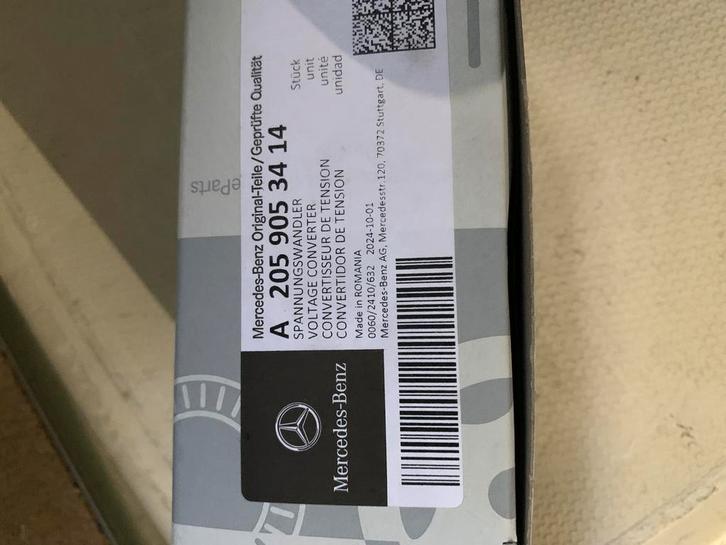 Mercedes-Benz Original-Teile/Geprüfte Qualität
A 205 905 34 14
SPANNUNGSWANDLER
VOLTAGE CONVERTER
CONVERTISSEUR DE TENSION
CONVERTIDOR DE TENSION
Stück
unit
unité
unidad
Made in ROMANIA
0060/2410/632 2024-10-01
Mercedes-Benz AG, Mercedesstr.120, 70372 Stuttgart, DE
Mercedes-Benz
eParts